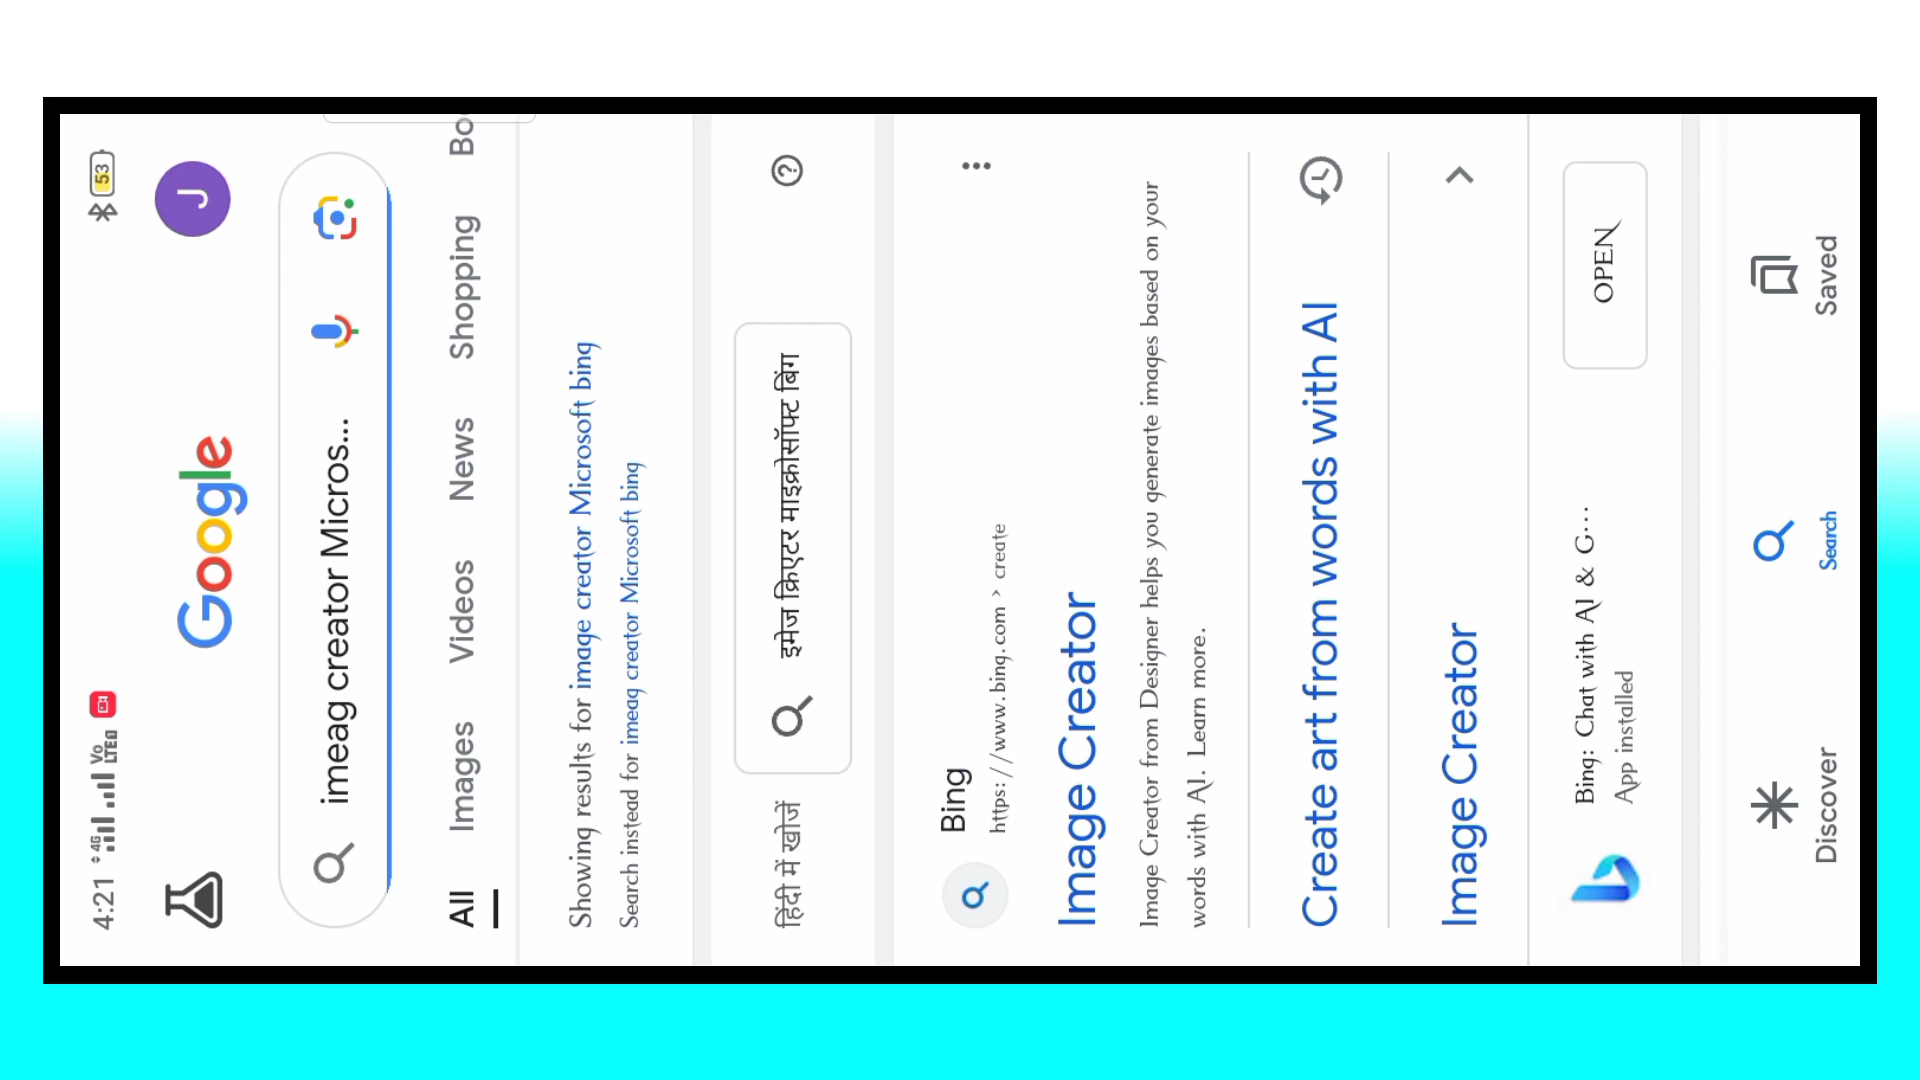 4:21 4G Vo LTE 53
Google
J
imeag creator Micros...
All Images Videos News Shopping Bo
Showing results for image creator Microsoft bing
Search instead for imeag creator Microsoft bing
हिंदी में खोजें
इमेज क्रिएटर माइक्रोसॉफ्ट बिंग
Bing
https://www.bing.com › create
Image Creator
Image Creator from Designer helps you generate images based on your
words with AI. Learn more.
Create art from words with AI
Image Creator
Bing: Chat with AI & G...
App installed
OPEN
Discover Search Saved